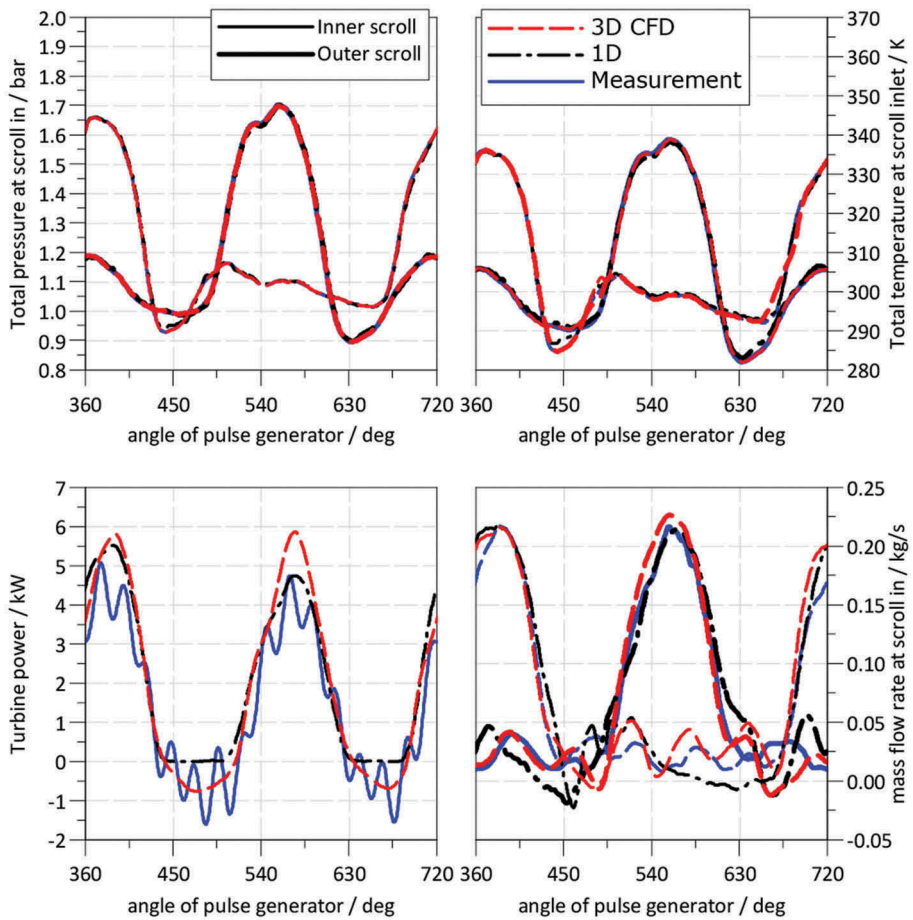 Total pressure at scroll in / bar
2.0
1.9
1.8
1.7
1.6
1.5
1.4
1.3
1.2
1.1
1.0
0.9
0.8
Inner scroll
Outer scroll
360 450 540 630 720
angle of pulse generator / deg
3D CFD
1D
Measurement
370
360
350
340
330
320
310
300
290
280
Total temperature at scroll inlet / K
360 450 540 630 720
angle of pulse generator / deg
Turbine power / kW
7
6
5
4
3
2
1
0
-1
-2
360 450 540 630 720
angle of pulse generator / deg
0.25
0.20
0.15
0.10
0.05
0.00
-0.05
mass flow rate at scroll in / kg/s
360 450 540 630 720
angle of pulse generator / deg